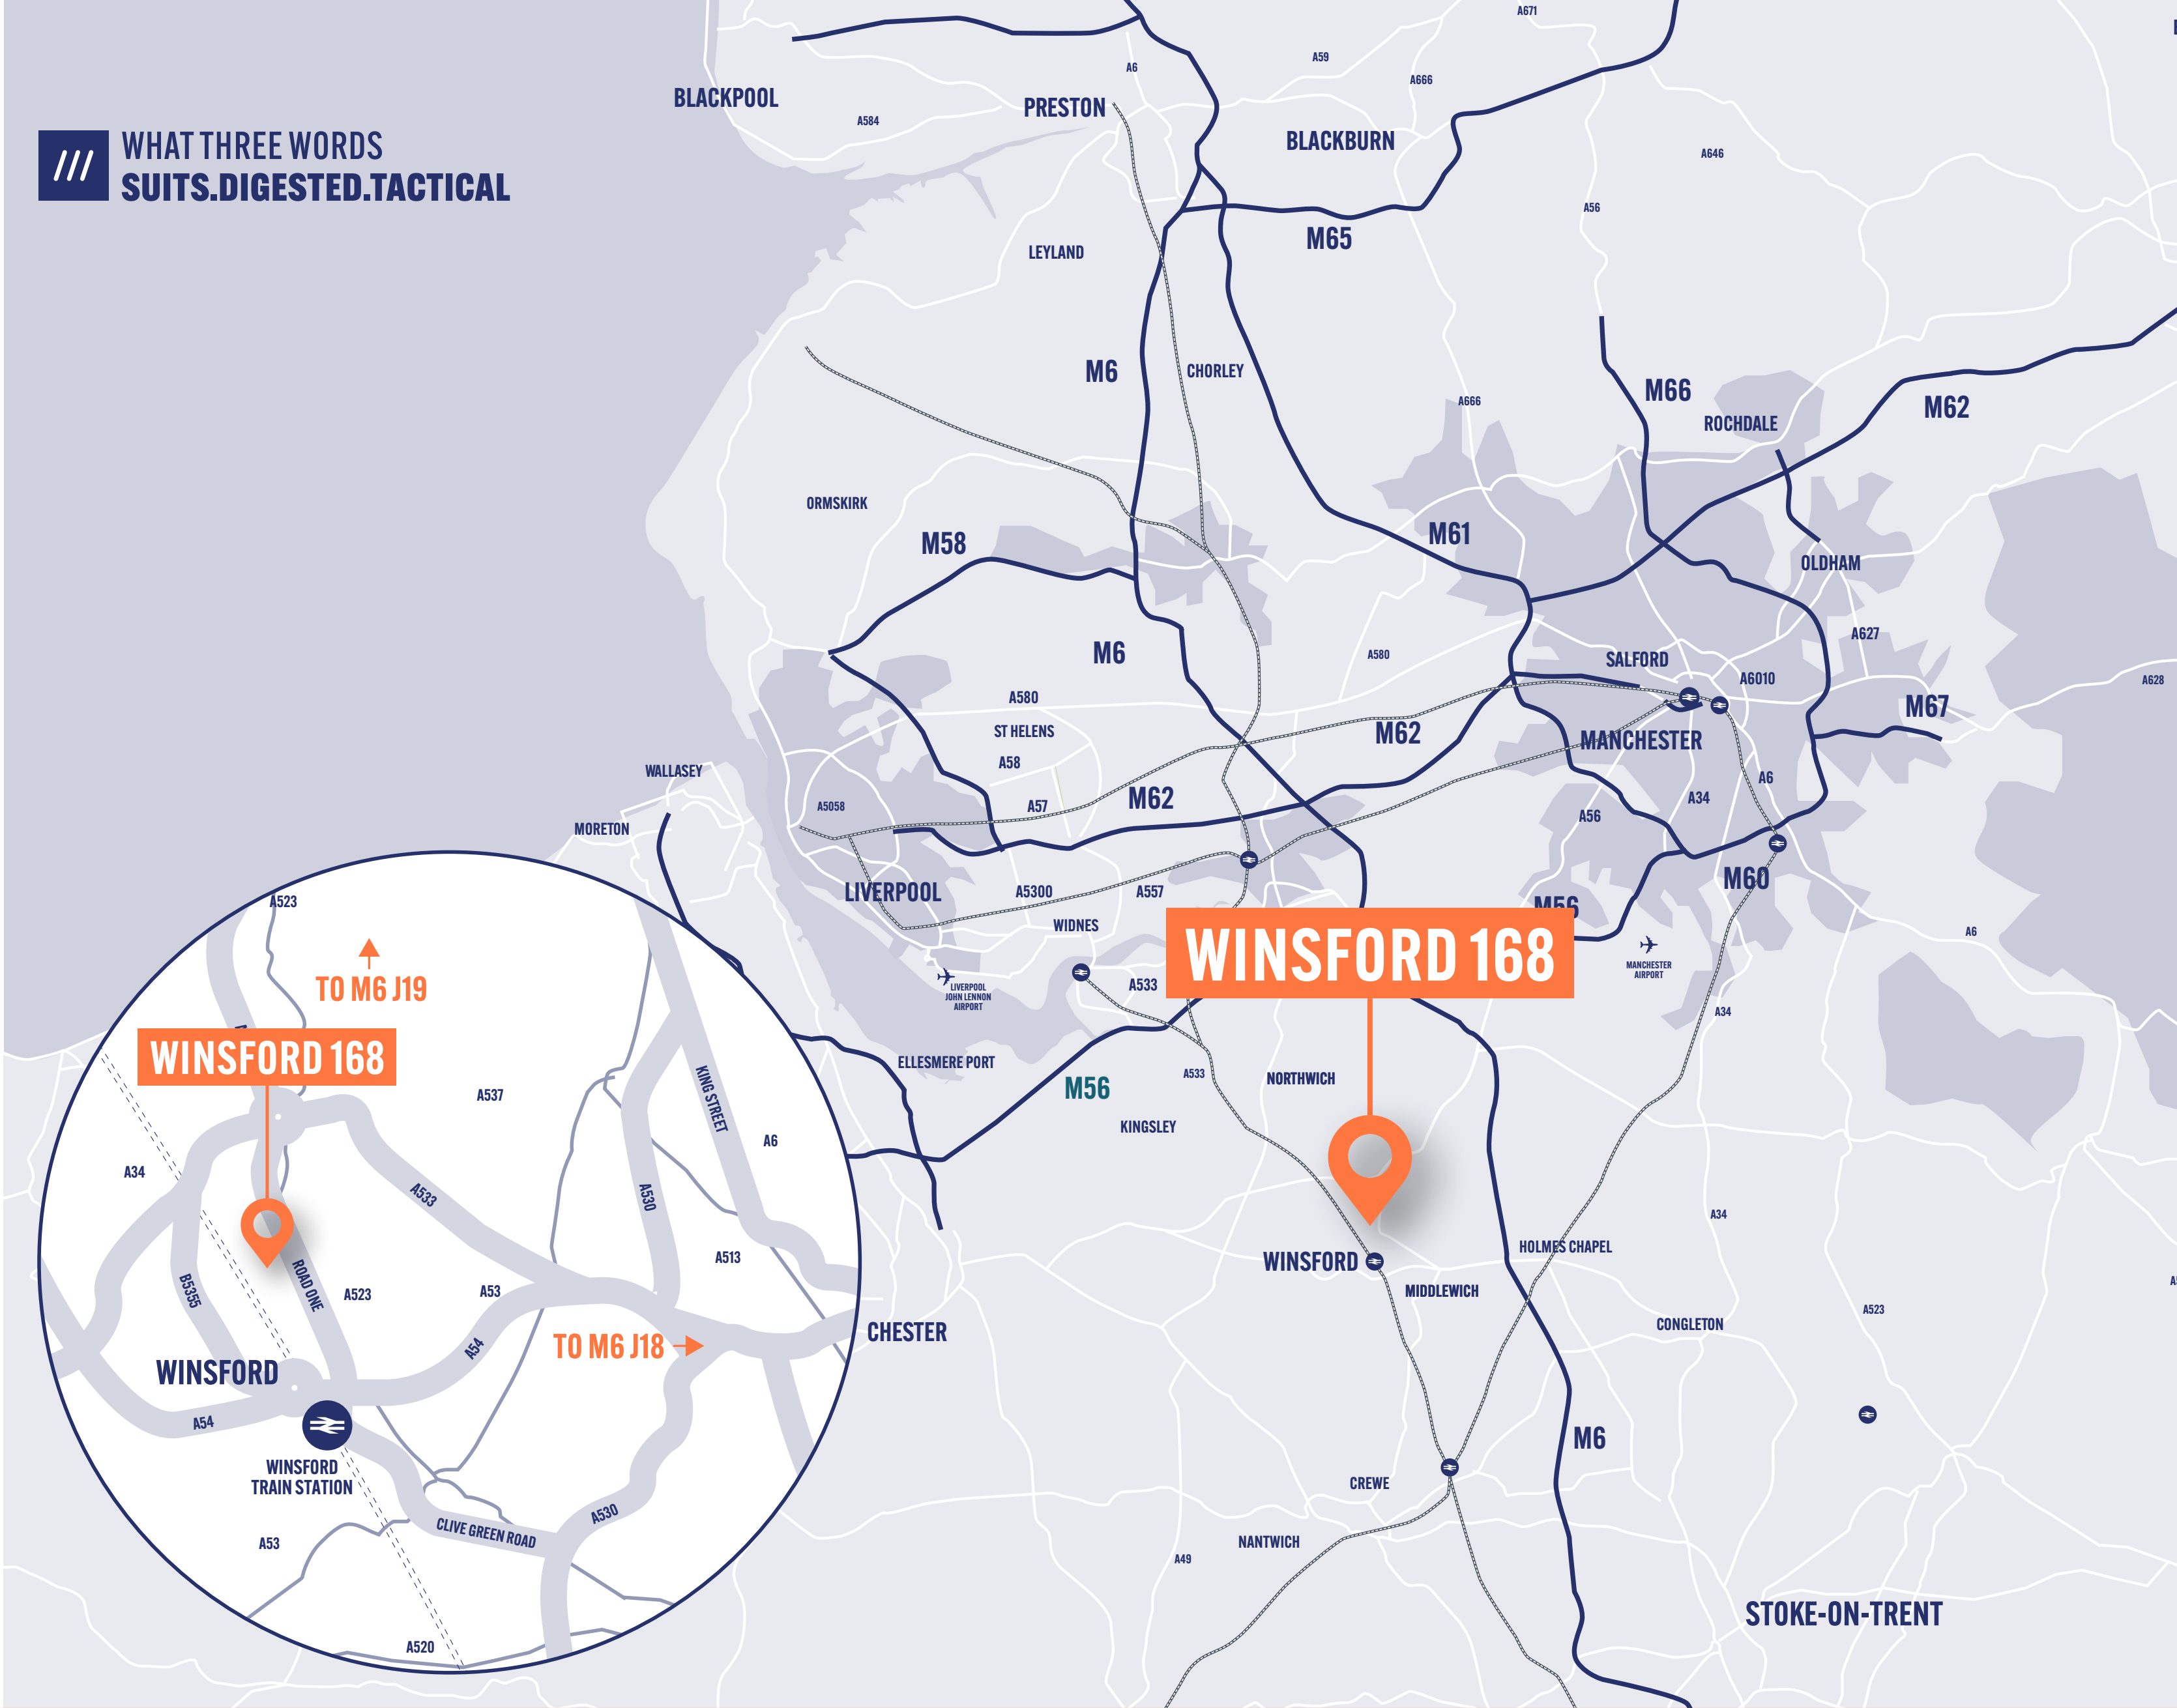 WHAT THREE WORDS
SUITS.DIGESTED.TACTICAL
A671
A59
A6
A666
BLACKPOOL
PRESTON
A584
BLACKBURN
A646
A56
M65
LEYLAND
M6
CHORLEY
M66
A666
ROCHDALE
M62
ORMSKIRK
M58
M61
OLDHAM
A627
M6
A580
SALFORD
A6010
A628
A580
M67
ST HELENS
M62
MANCHESTER
A58
WALLASEY
A6
M62
A34
A5058
A57
A56
MORETON
M60
LIVERPOOL
A5300
A557
M56
WIDNES
A6
WINSFORD 168
MANCHESTER
AIRPORT
A533
LIVERPOOL
JOHN LENNON
AIRPORT
A34
ELLESMERE PORT
A533
NORTHWICH
M56
KINGSLEY
A34
HOLMES CHAPEL
WINSFORD
MIDDLEWICH
A523
CONGLETON
CHESTER
M6
CREWE
NANTWICH
A49
STOKE-ON-TRENT
A523
TO M6 J19
WINSFORD 168
A537
KING STREET
A6
A34
A533
A530
A513
B5355
ROAD ONE
A523
A53
A54
TO M6 J18
WINSFORD
A54
WINSFORD
TRAIN STATION
A530
CLIVE GREEN ROAD
A53
A520